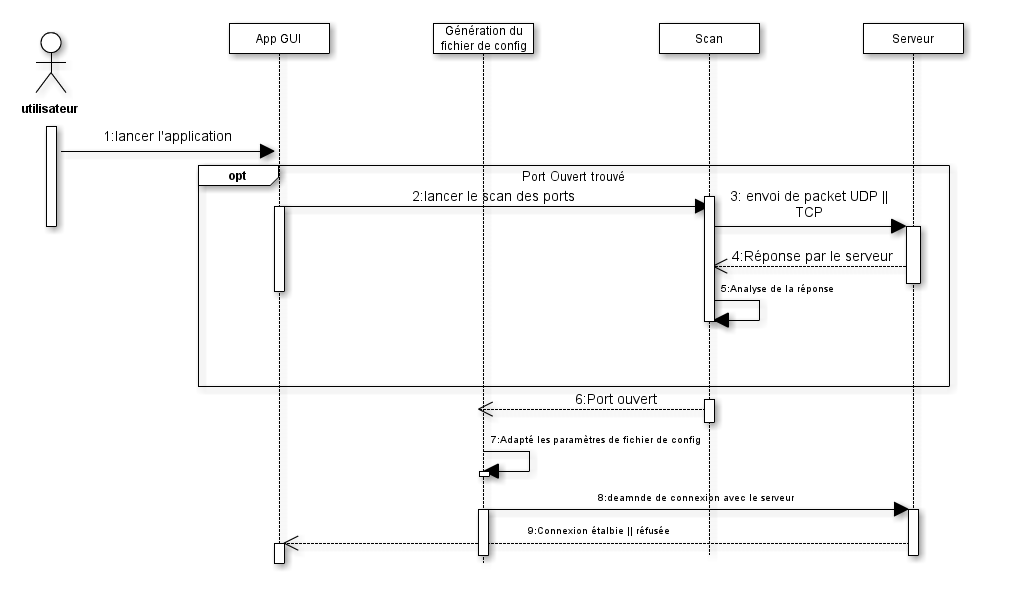 App GUI
Génération du
fichier de config
Scan
Serveur
utilisateur
1:lancer l'application
opt
Port Ouvert trouvé
2:lancer le scan des ports
3: envoi de packet UDP ||
TCP
4:Réponse par le serveur
5:Analyse de la réponse
6:Port ouvert
7:Adapté les paramètres de fichier de config
8:deamnde de connexion avec le serveur
9:Connexion étalbie || réfusée